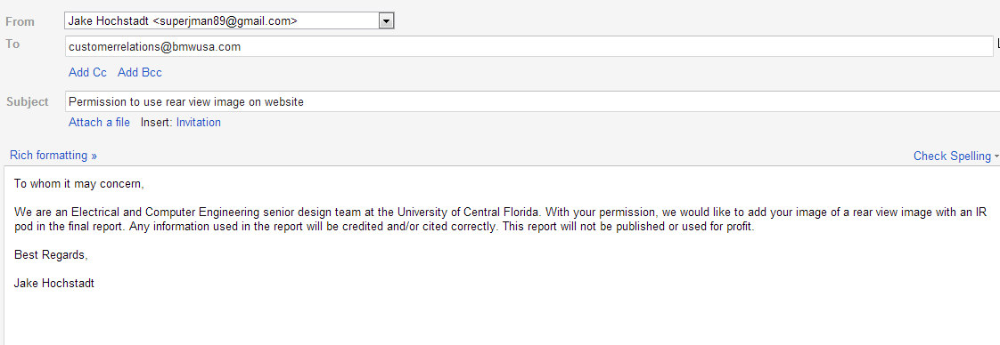 From Jake Hochstadt <superjman89@gmail.com>
To customerrelations@bmwusa.com
Add Cc Add Bcc
Subject Permission to use rear view image on website
Attach a file Insert: Invitation
Rich formatting » Check Spelling
To whom it may concern,
We are an Electrical and Computer Engineering senior design team at the University of Central Florida. With your permission, we would like to add your image of a rear view image with an IR
pod in the final report. Any information used in the report will be credited and/or cited correctly. This report will not be published or used for profit.
Best Regards,
Jake Hochstadt